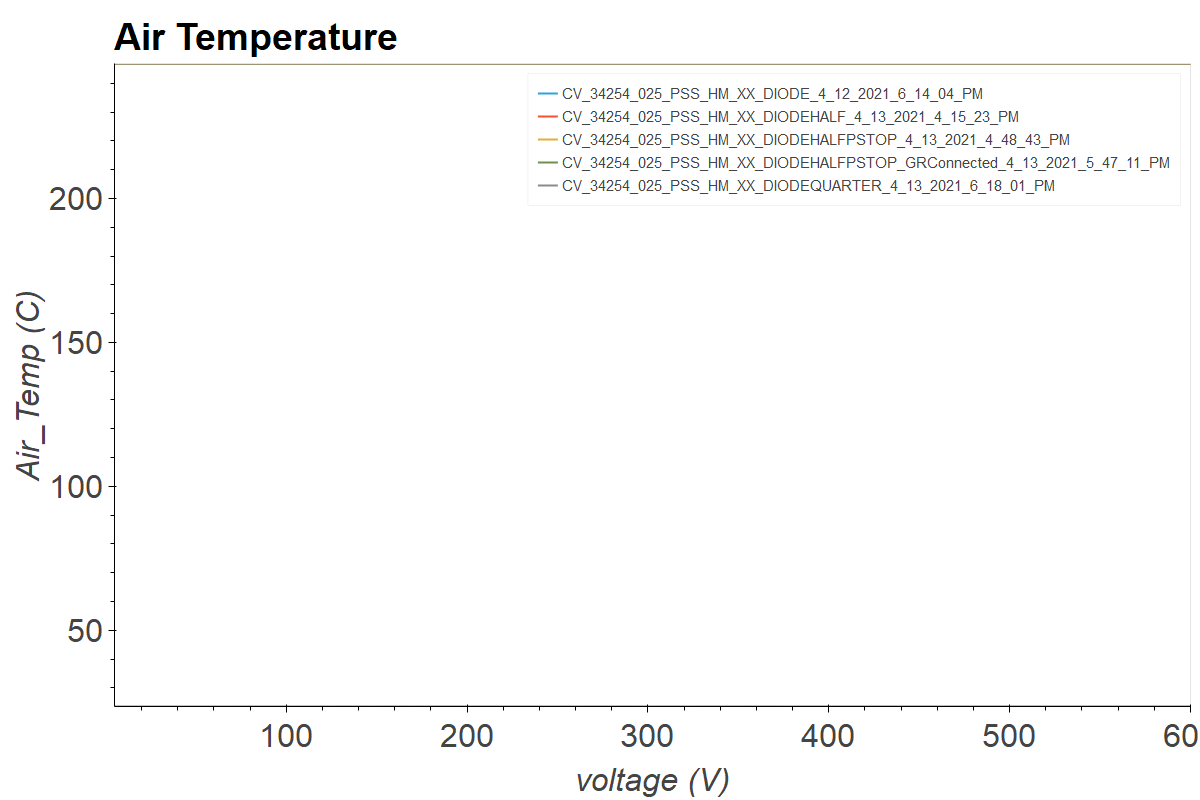 Air Temperature
CV_34254_025_PSS_HM_XX_DIODE_4_12_2021_6_14_04_PM
CV_34254_025_PSS_HM_XX_DIODEHALF_4_13_2021_4_15_23_PM
CV_34254_025_PSS_HM_XX_DIODEHALFPSTOP_4_13_2021_4_48_43_PM
CV_34254_025_PSS_HM_XX_DIODEHALFPSTOP_GRConnected_4_13_2021_5_47_11_PM
CV_34254_025_PSS_HM_XX_DIODEQUARTER_4_13_2021_6_18_01_PM
Air_Temp (C)
200
150
100
50
100 200 300 400 500 60
voltage (V)